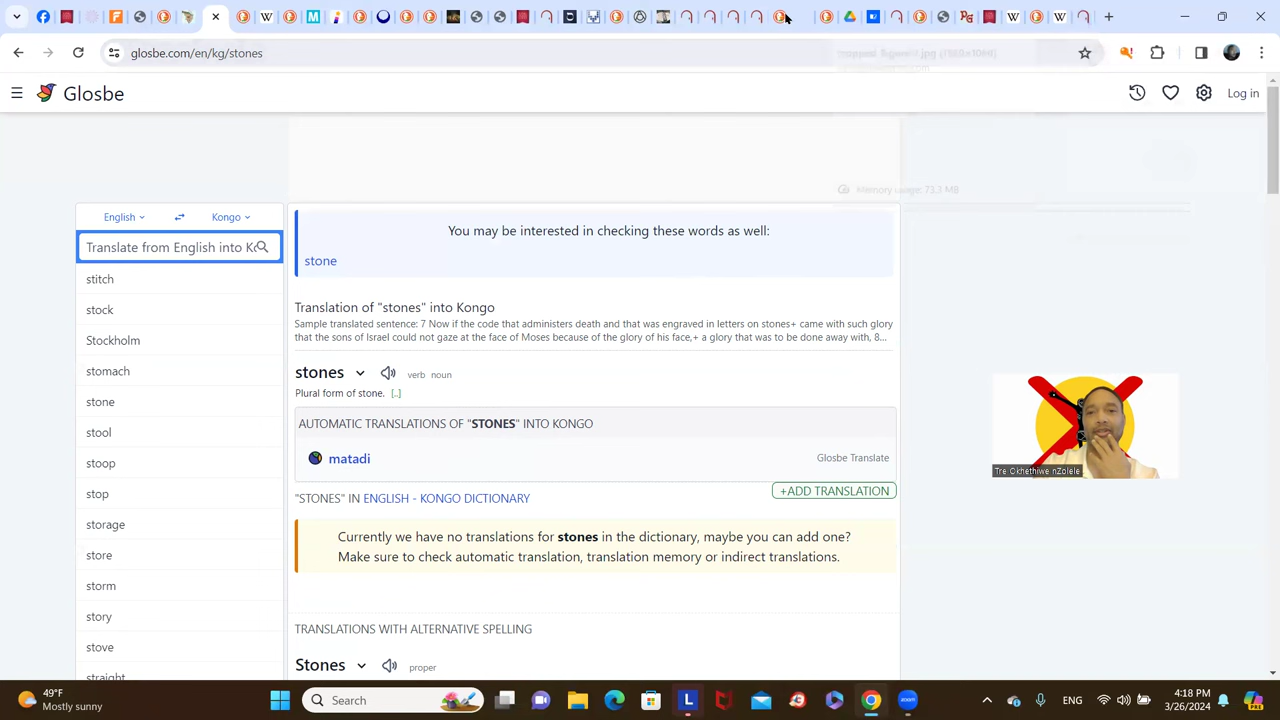 glosbe.com/en/kg/stones
Glosbe
Log in
Memory usage: 73.3 MB
English
Kongo
Translate from English into Ko
You may be interested in checking these words as well:
stone
stitch
stock
Stockholm
stomach
stone
stool
stoop
stop
storage
store
storm
story
stove
straight
Translation of "stones" into Kongo
Sample translated sentence: 7 Now if the code that administers death and that was engraved in letters on stones+ came with such glory
that the sons of Israel could not gaze at the face of Moses because of the glory of his face,+ a glory that was to be done away with, 8...
stones
verb noun
Plural form of stone. [..]
AUTOMATIC TRANSLATIONS OF "STONES" INTO KONGO
matadi
Glosbe Translate
+ADD TRANSLATION
"STONES" IN ENGLISH - KONGO DICTIONARY
Currently we have no translations for stones in the dictionary, maybe you can add one?
Make sure to check automatic translation, translation memory or indirect translations.
TRANSLATIONS WITH ALTERNATIVE SPELLING
Stones
proper
Tre Okhethiwe nZolele
49°F
Mostly sunny
Search
ENG
4:18 PM
3/26/2024